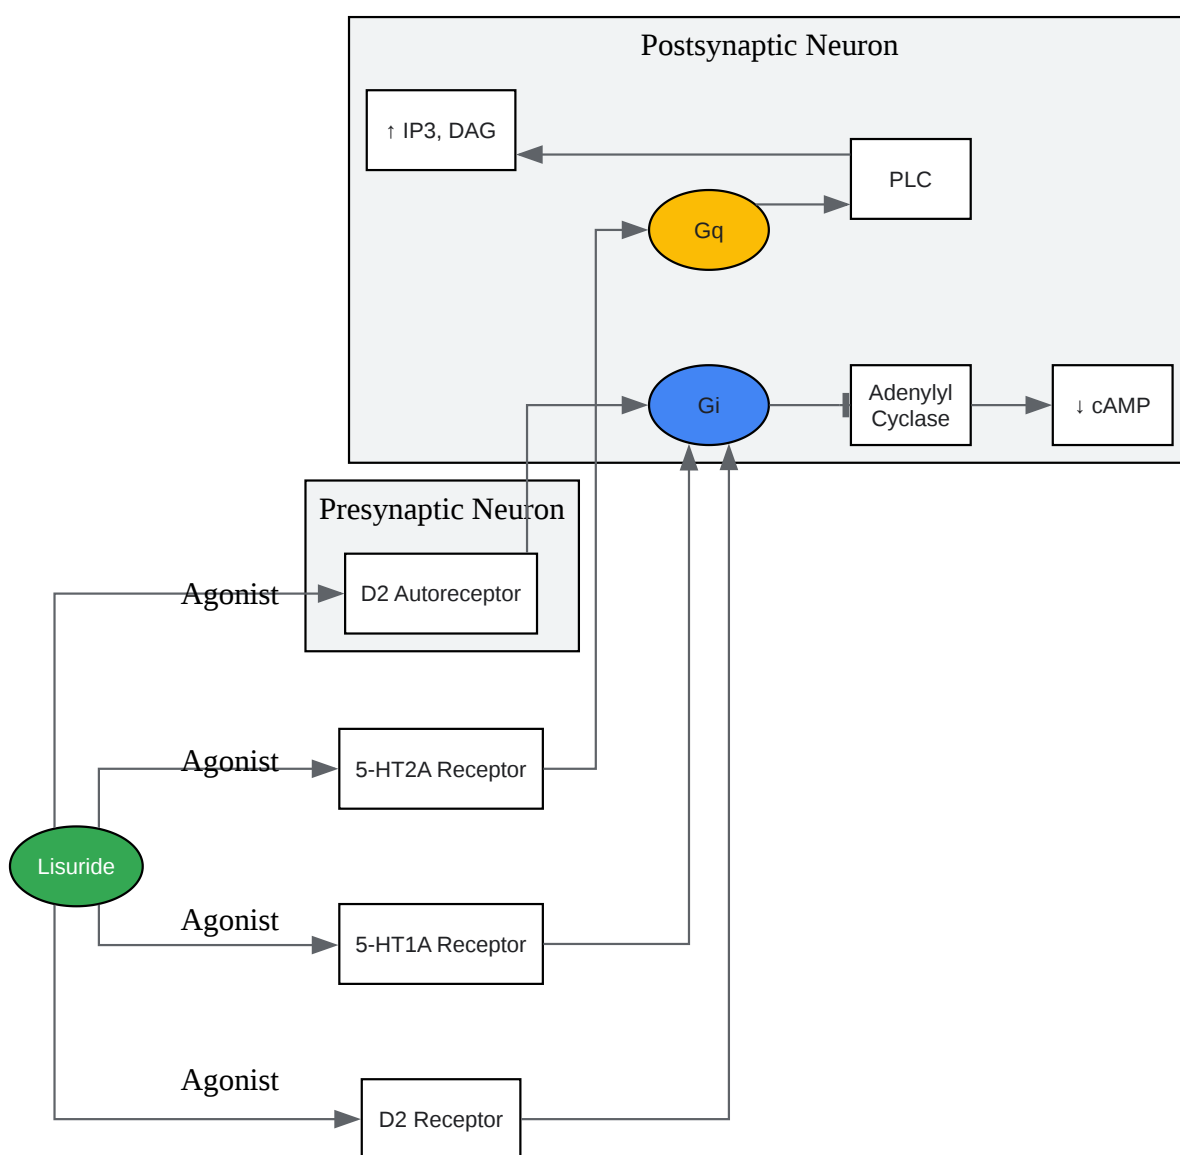 Postsynaptic Neuron
↑ IP3, DAG
PLC
Gq
Gi
Adenylyl
Cyclase
↓ cAMP
Presynaptic Neuron
Agonist
D2 Autoreceptor
Agonist
5-HT2A Receptor
Lisuride
Agonist
5-HT1A Receptor
Agonist
D2 Receptor